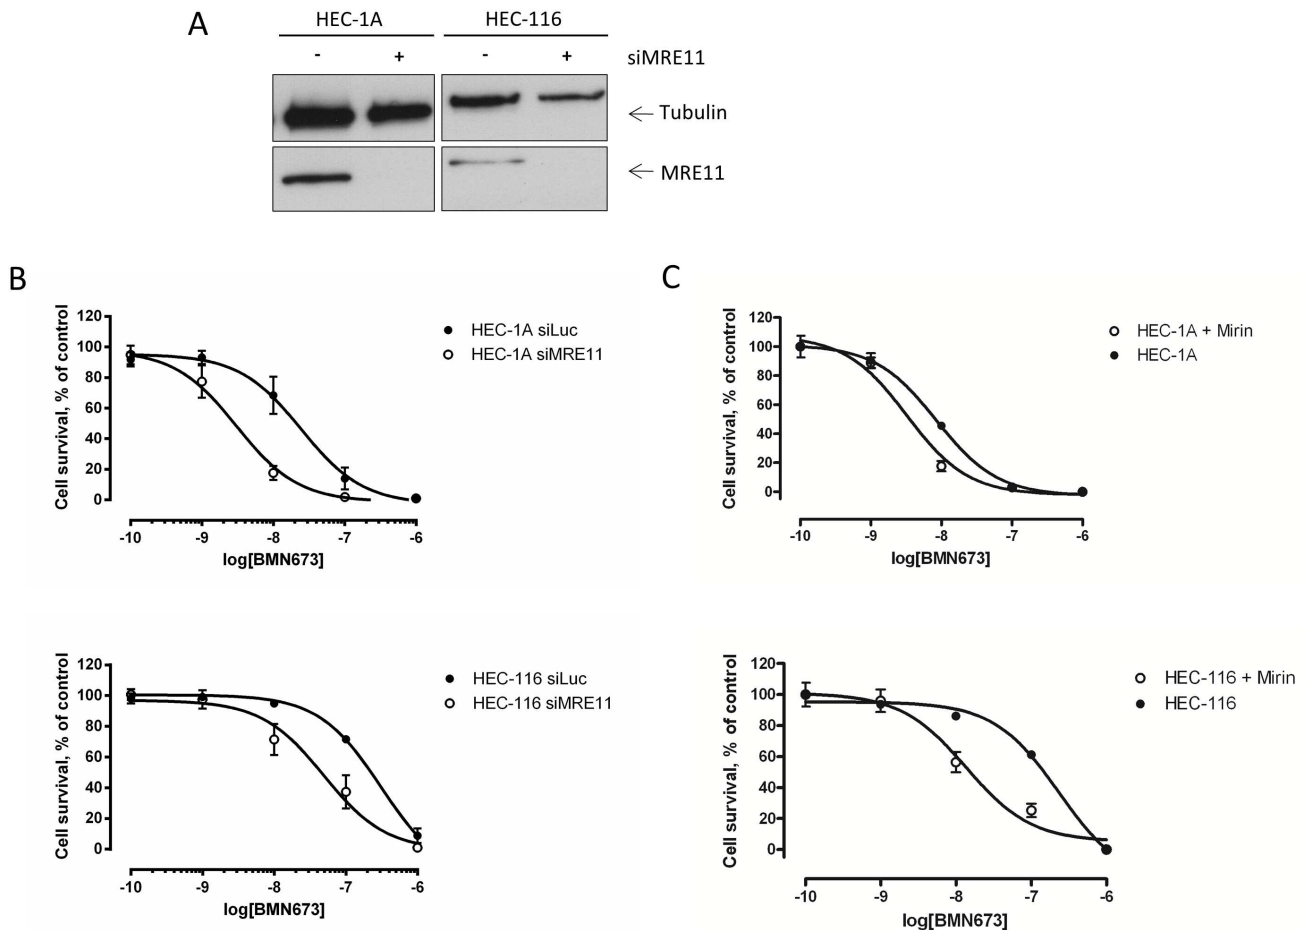 A
HEC-1A HEC-116
- + - + siMRE11
Tubulin
MRE11
B
Cell survival, % of control
120
100
80
60
40
20
0
-10 -9 -8 -7 -6
log[BMN673]
HEC-1A siLuc
HEC-1A siMRE11
Cell survival, % of control
120
100
80
60
40
20
0
-10 -9 -8 -7 -6
log[BMN673]
HEC-116 siLuc
HEC-116 siMRE11
C
Cell survival, % of control
120
100
80
60
40
20
0
-10 -9 -8 -7 -6
log[BMN673]
HEC-1A + Mirin
HEC-1A
Cell survival, % of control
120
100
80
60
40
20
0
-10 -9 -8 -7 -6
log[BMN673]
HEC-116 + Mirin
HEC-116